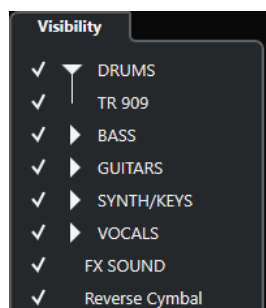 Visibility
DRUMS
TR 909
BASS
GUITARS
SYNTH/KEYS
VOCALS
FX SOUND
Reverse Cymbal